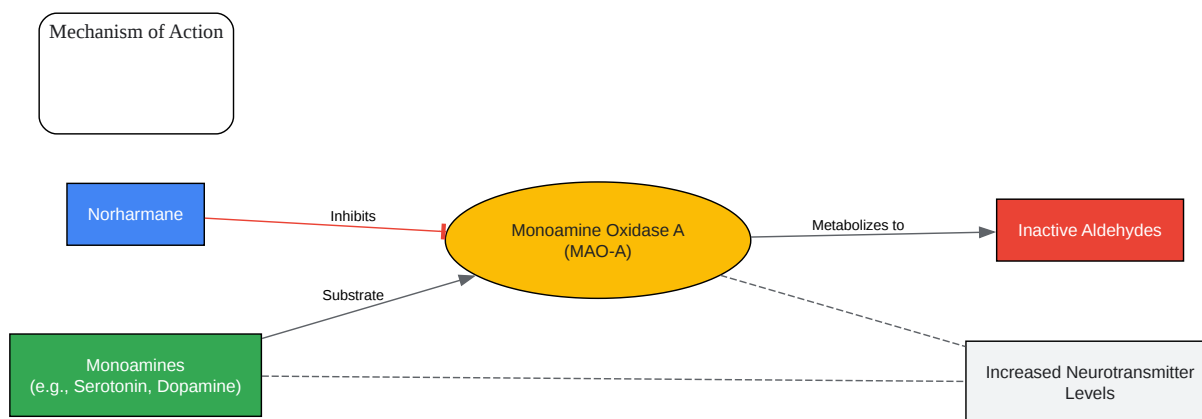 Mechanism of Action
Norharmane
Inhibits
Monoamine Oxidase A
(MAO-A)
Metabolizes to
Inactive Aldehydes
Substrate
Monoamines
(e.g., Serotonin, Dopamine)
Increased Neurotransmitter
Levels